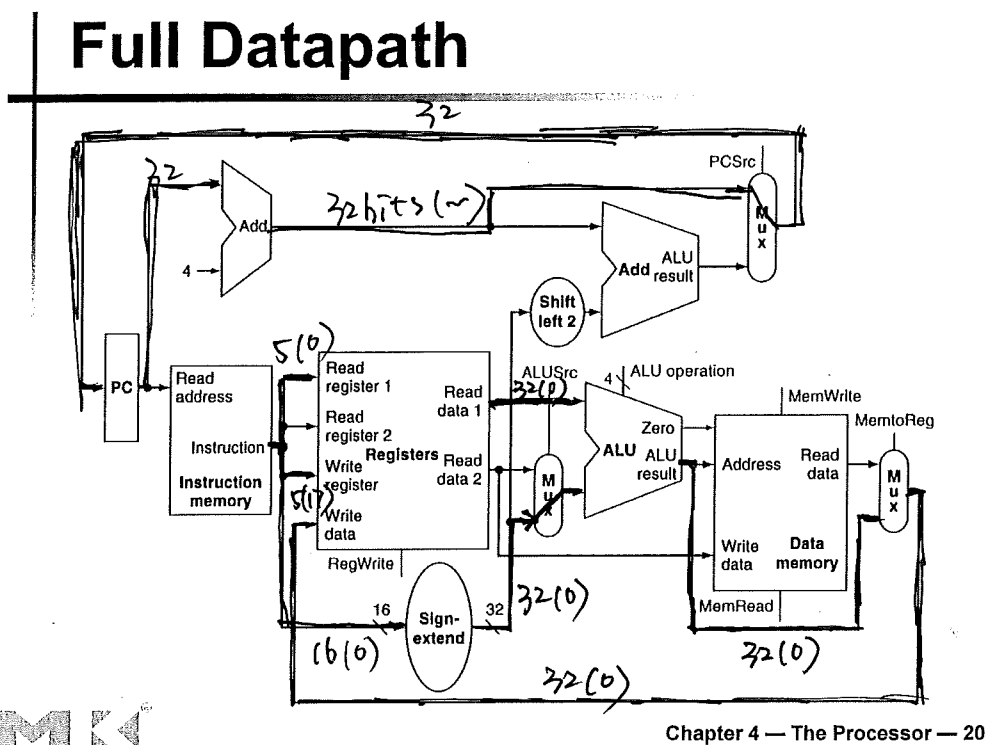 Full Datapath
32
PCSrc
32
Add
32bits (~)
M
u
x
4
Add
ALU
result
Shift
left 2
5(0)
PC
Read
address
Instruction
Instruction
memory
Read
register 1
Read
register 2
Write
register
5(17)
Write
data
Registers
Read
data 1
Read
data 2
RegWrite
ALUSrc
32(0)
M
u
x
4
ALU operation
Zero
ALU
ALU
result
MemWrite
MemtoReg
Address
Read
data
Write
data
Data
memory
MemRead
M
u
x
16
Sign-
extend
32
32(0)
16(0)
32(0)
32(0)
MK
Chapter 4 — The Processor — 20